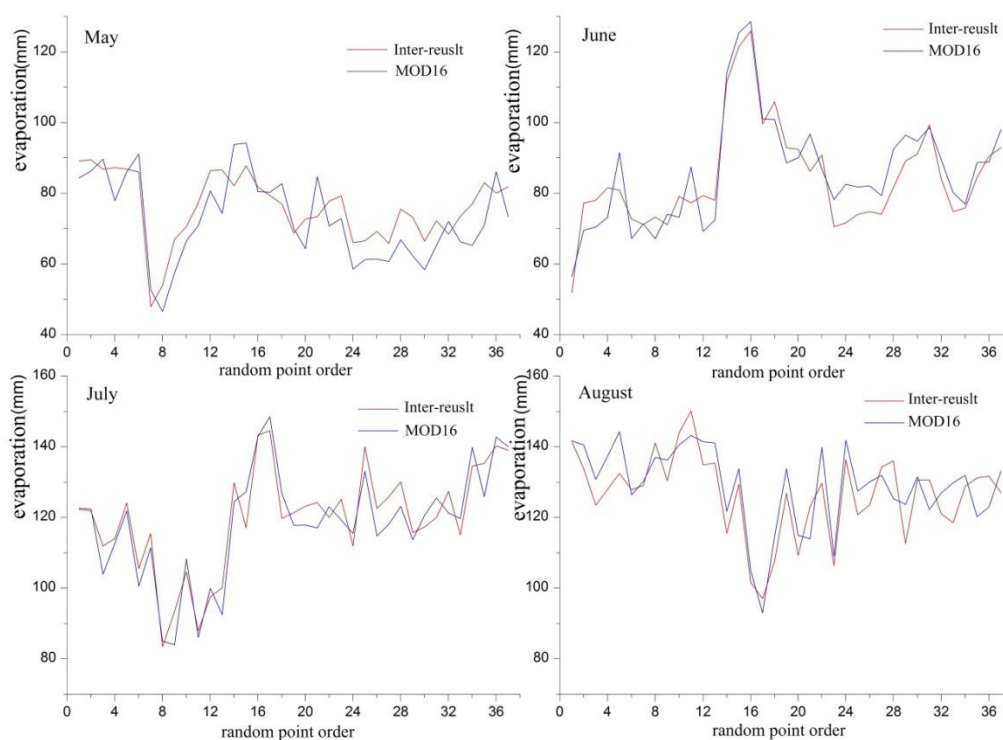 May
Inter-reuslt
MOD16
evaporation(mm)
120
100
80
60
40
0 4 8 12 16 20 24 28 32 36
random point order
June
Inter-reuslt
MOD16
evaporation(mm)
120
100
80
60
40
0 4 8 12 16 20 24 28 32 36
random point order
July
Inter-reuslt
MOD16
evaporation(mm)
160
140
120
100
80
0 4 8 12 16 20 24 28 32 36
random point order
August
Inter-reuslt
MOD16
evaporation (mm)
160
140
120
100
80
0 4 8 12 16 20 24 28 32 36
random point order